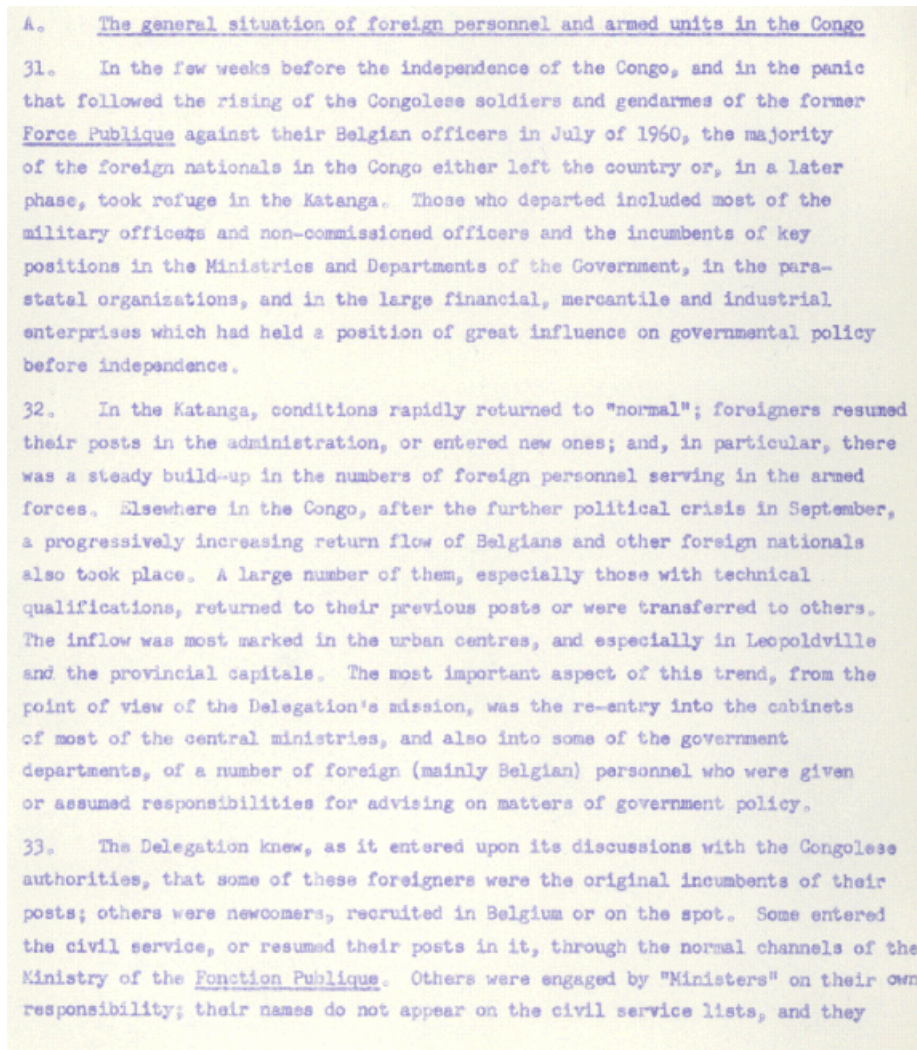 A. The general situation of foreign personnel and armed units in the Congo
31. In the few weeks before the independence of the Congo, and in the panic
that followed the rising of the Congolese soldiers and gendarmes of the former
Force Publique against their Belgian officers in July of 1960, the majority
of the foreign nationals in the Congo either left the country or, in a later
phase, took refuge in the Katanga. Those who departed included most of the
military officers and non-commissioned officers and the incumbents of key
positions in the Ministries and Departments of the Government, in the para-
statal organizations, and in the large financial, mercantile and industrial
enterprises which had held a position of great influence on governmental policy
before independence.
32. In the Katanga, conditions rapidly returned to "normal"; foreigners resumed
their posts in the administration, or entered new ones; and, in particular, there
was a steady build-up in the numbers of foreign personnel serving in the armed
forces. Elsewhere in the Congo, after the further political crisis in September,
a progressively increasing return flow of Belgians and other foreign nationals
also took place. A large number of them, especially those with technical
qualifications, returned to their previous posts or were transferred to others.
The inflow was most marked in the urban centres, and especially in Leopoldville
and the provincial capitals. The most important aspect of this trend, from the
point of view of the Delegation's mission, was the re-entry into the cabinets
of most of the central ministries, and also into some of the government
departments, of a number of foreign (mainly Belgian) personnel who were given
or assumed responsibilities for advising on matters of government policy.
33. The Delegation knew, as it entered upon its discussions with the Congolese
authorities, that some of these foreigners were the original incumbents of their
posts; others were newcomers, recruited in Belgium or on the spot. Some entered
the civil service, or resumed their posts in it, through the normal channels of the
Ministry of the Fonction Publique. Others were engaged by "Ministers" on their own
responsibility; their names do not appear on the civil service lists, and they